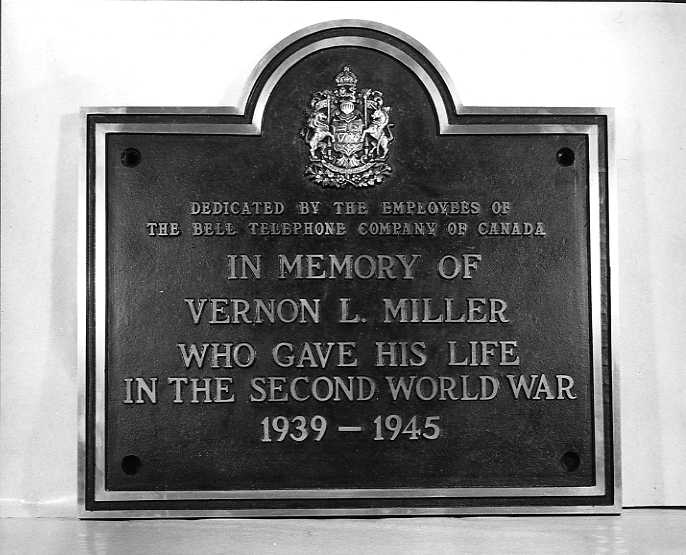 DEDICATED BY THE EMPLOYEES OF
THE BELL TELEPHONE COMPANY OF CANADA
IN MEMORY OF
VERNON L. MILLER
WHO GAVE HIS LIFE
IN THE SECOND WORLD WAR
1939 – 1945